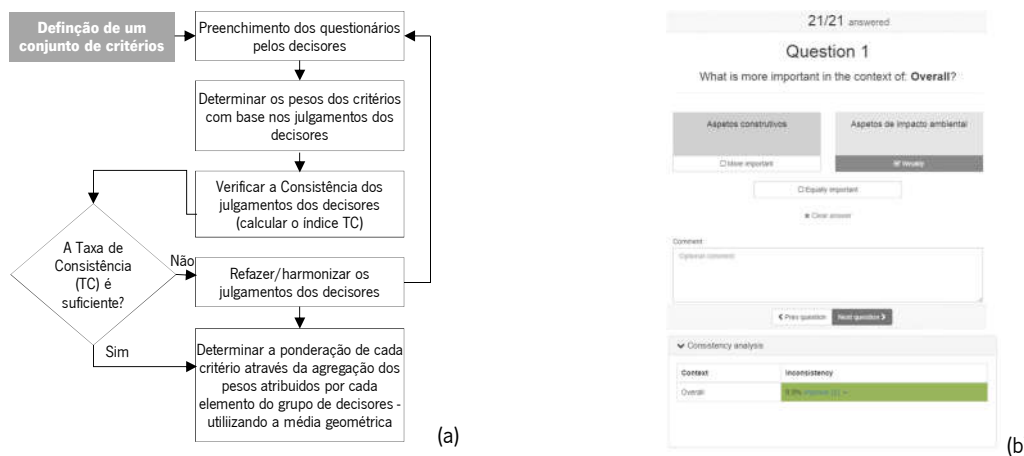 Definção de um
conjunto de critérios
Preenchimento dos questionários
pelos decisores
Determinar os pesos dos critérios
com base nos julgamentos dos
decisores
Verificar a Consistência dos
julgamentos dos decisores
(calcular o índice TC)
A Taxa de
Consistência
(TC) é
suficiente?
Não
Refazer/harmonizar os
julgamentos dos decisores
Sim
Determinar a ponderação de cada
critério através da agregação dos
pesos atribuidos por cada
elemento do grupo de decisores -
utiliizando a média geométrica
(a)
21/21 answered
Question 1
What is more important in the context of: Overall?
Aspetos construtivos
Aspetos de impacto ambiental
More important
Equally important
Clear answer
Comment
Optional comment
Prev question
Next question
Consistency analysis
Context
Inconsistency
Overall
(b